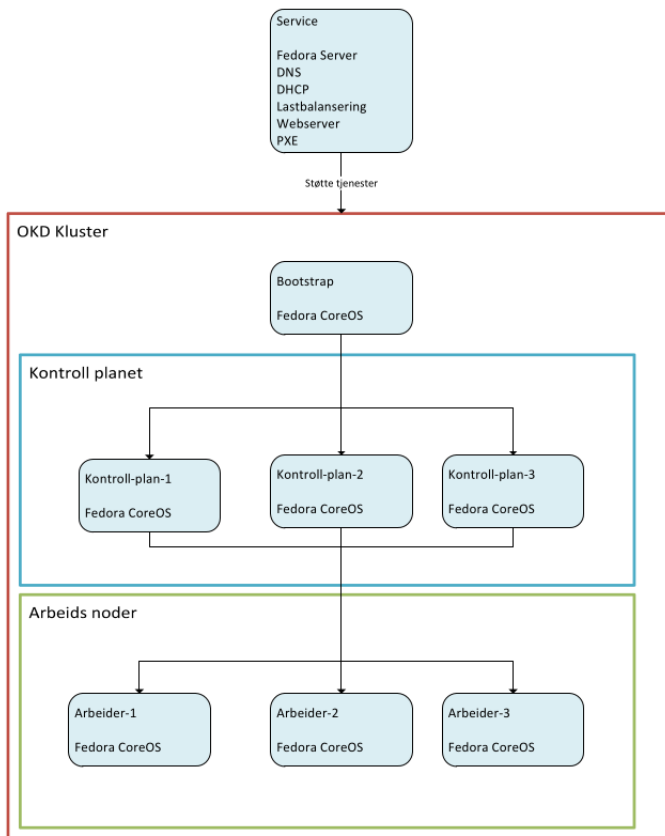 Service
Fedora Server
DNS
DHCP
Lastbalansering
Webserver
PXE
Støtte tjenester
OKD Kluster
Bootstrap
Fedora CoreOS
Kontroll planet
Kontroll-plan-1
Fedora CoreOS
Kontroll-plan-2
Fedora CoreOS
Kontroll-plan-3
Fedora CoreOS
Arbeids noder
Arbeider-1
Fedora CoreOS
Arbeider-2
Fedora CoreOS
Arbeider-3
Fedora CoreOS